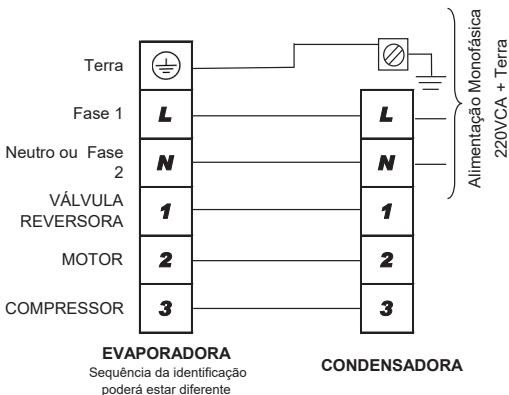 Terra
Fase 1
L
L
Neutro ou Fase
2
N
N
VÁLVULA
REVERSORA
1
1
MOTOR
2
2
COMPRESSOR
3
3
Alimentação Monofásica
220VCA + Terra
EVAPORADORA
Sequência da identificação
poderá estar diferente
CONDENSADORA